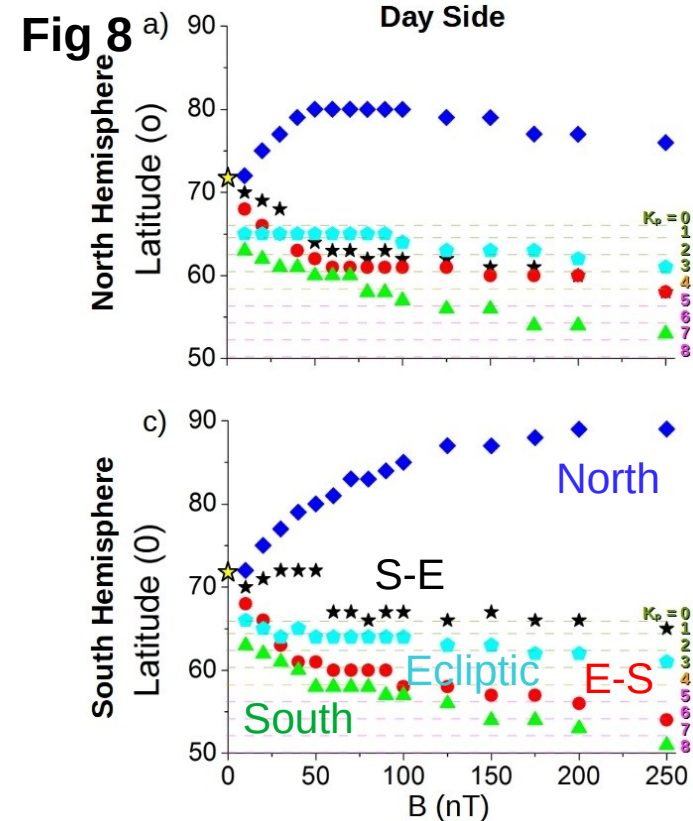 Fig 8
a)
Day Side
North Hemisphere
Latitude (o)
90
80
70
60
50
Kₚ = 0
1
2
3
4
5
6
7
8
c)
South Hemisphere
Latitude (0)
90
80
70
60
50
North
S-E
Ecliptic
E-S
South
Kₚ = 0
1
2
3
4
5
6
7
8
0 50 100 150 200 250
B (nT)